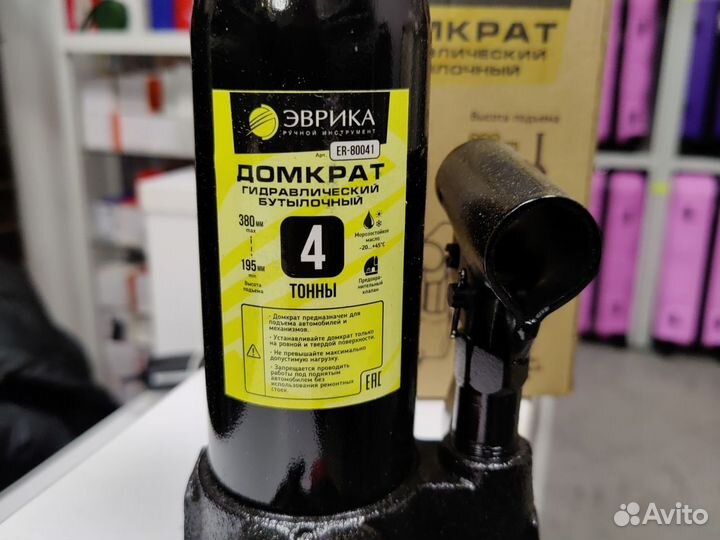 ЭВРИКА
РУЧНОЙ ИНСТРУМЕНТ
Арт. ER-80041
ДОМКРАТ
ГИДРАВЛИЧЕСКИЙ
БУТЫЛОЧНЫЙ
380 мм
max
195 мм
min
Высота
подъема
4
ТОННЫ
Морозостойкое
масло
-20...+45°C
Предохра-
нительный
клапан
- Домкрат предназначен для
подъема автомобилей и
механизмов.
- Устанавливайте домкрат только
на ровной и твердой поверхности.
- Не превышайте максимально
допустимую нагрузку.
- Запрещается проводить
работы под поднятым
автомобилем без
использования ремонтных
стоек.
EAC
МКРАТ
ВЛИЧЕСКИЙ
ЫЛОЧНЫЙ
Высота подъема
Avito